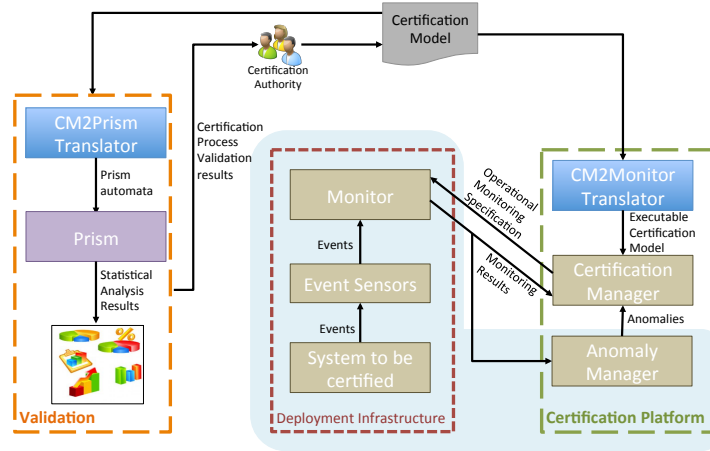 Certification
Model
Certification
Authority
CM2Prism
Translator
Prism
automata
Prism
Statistical
Analysis
Results
Validation
Certification
Process
Validation
results
Monitor
Events
Event Sensors
Events
System to be
certified
Deployment Infrastructure
Operational
Monitoring
Specification
Monitoring
Results
CM2Monitor
Translator
Executable
Certification
Model
Certification
Manager
Anomalies
Anomaly
Manager
Certification Platform